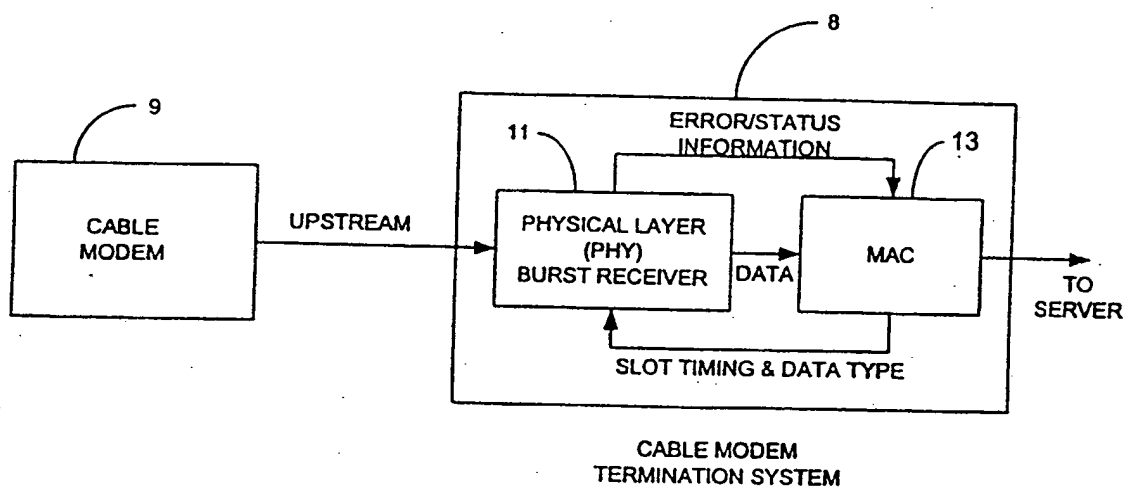 8
9
ERROR/STATUS
INFORMATION
11
13
CABLE
MODEM
UPSTREAM
PHYSICAL LAYER
(PHY)
BURST RECEIVER
DATA
MAC
TO
SERVER
SLOT TIMING & DATA TYPE
CABLE MODEM
TERMINATION SYSTEM